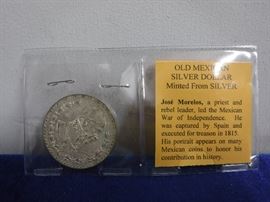 OLD MEXICAN
SILVER DOLLAR
Minted From SILVER
José Morelos, a priest and
rebel leader, led the Mexican
War of Independence. He
was captured by Spain and
executed for treason in 1815.
His portrait appears on many
Mexican coins to honor his
contribution in history.